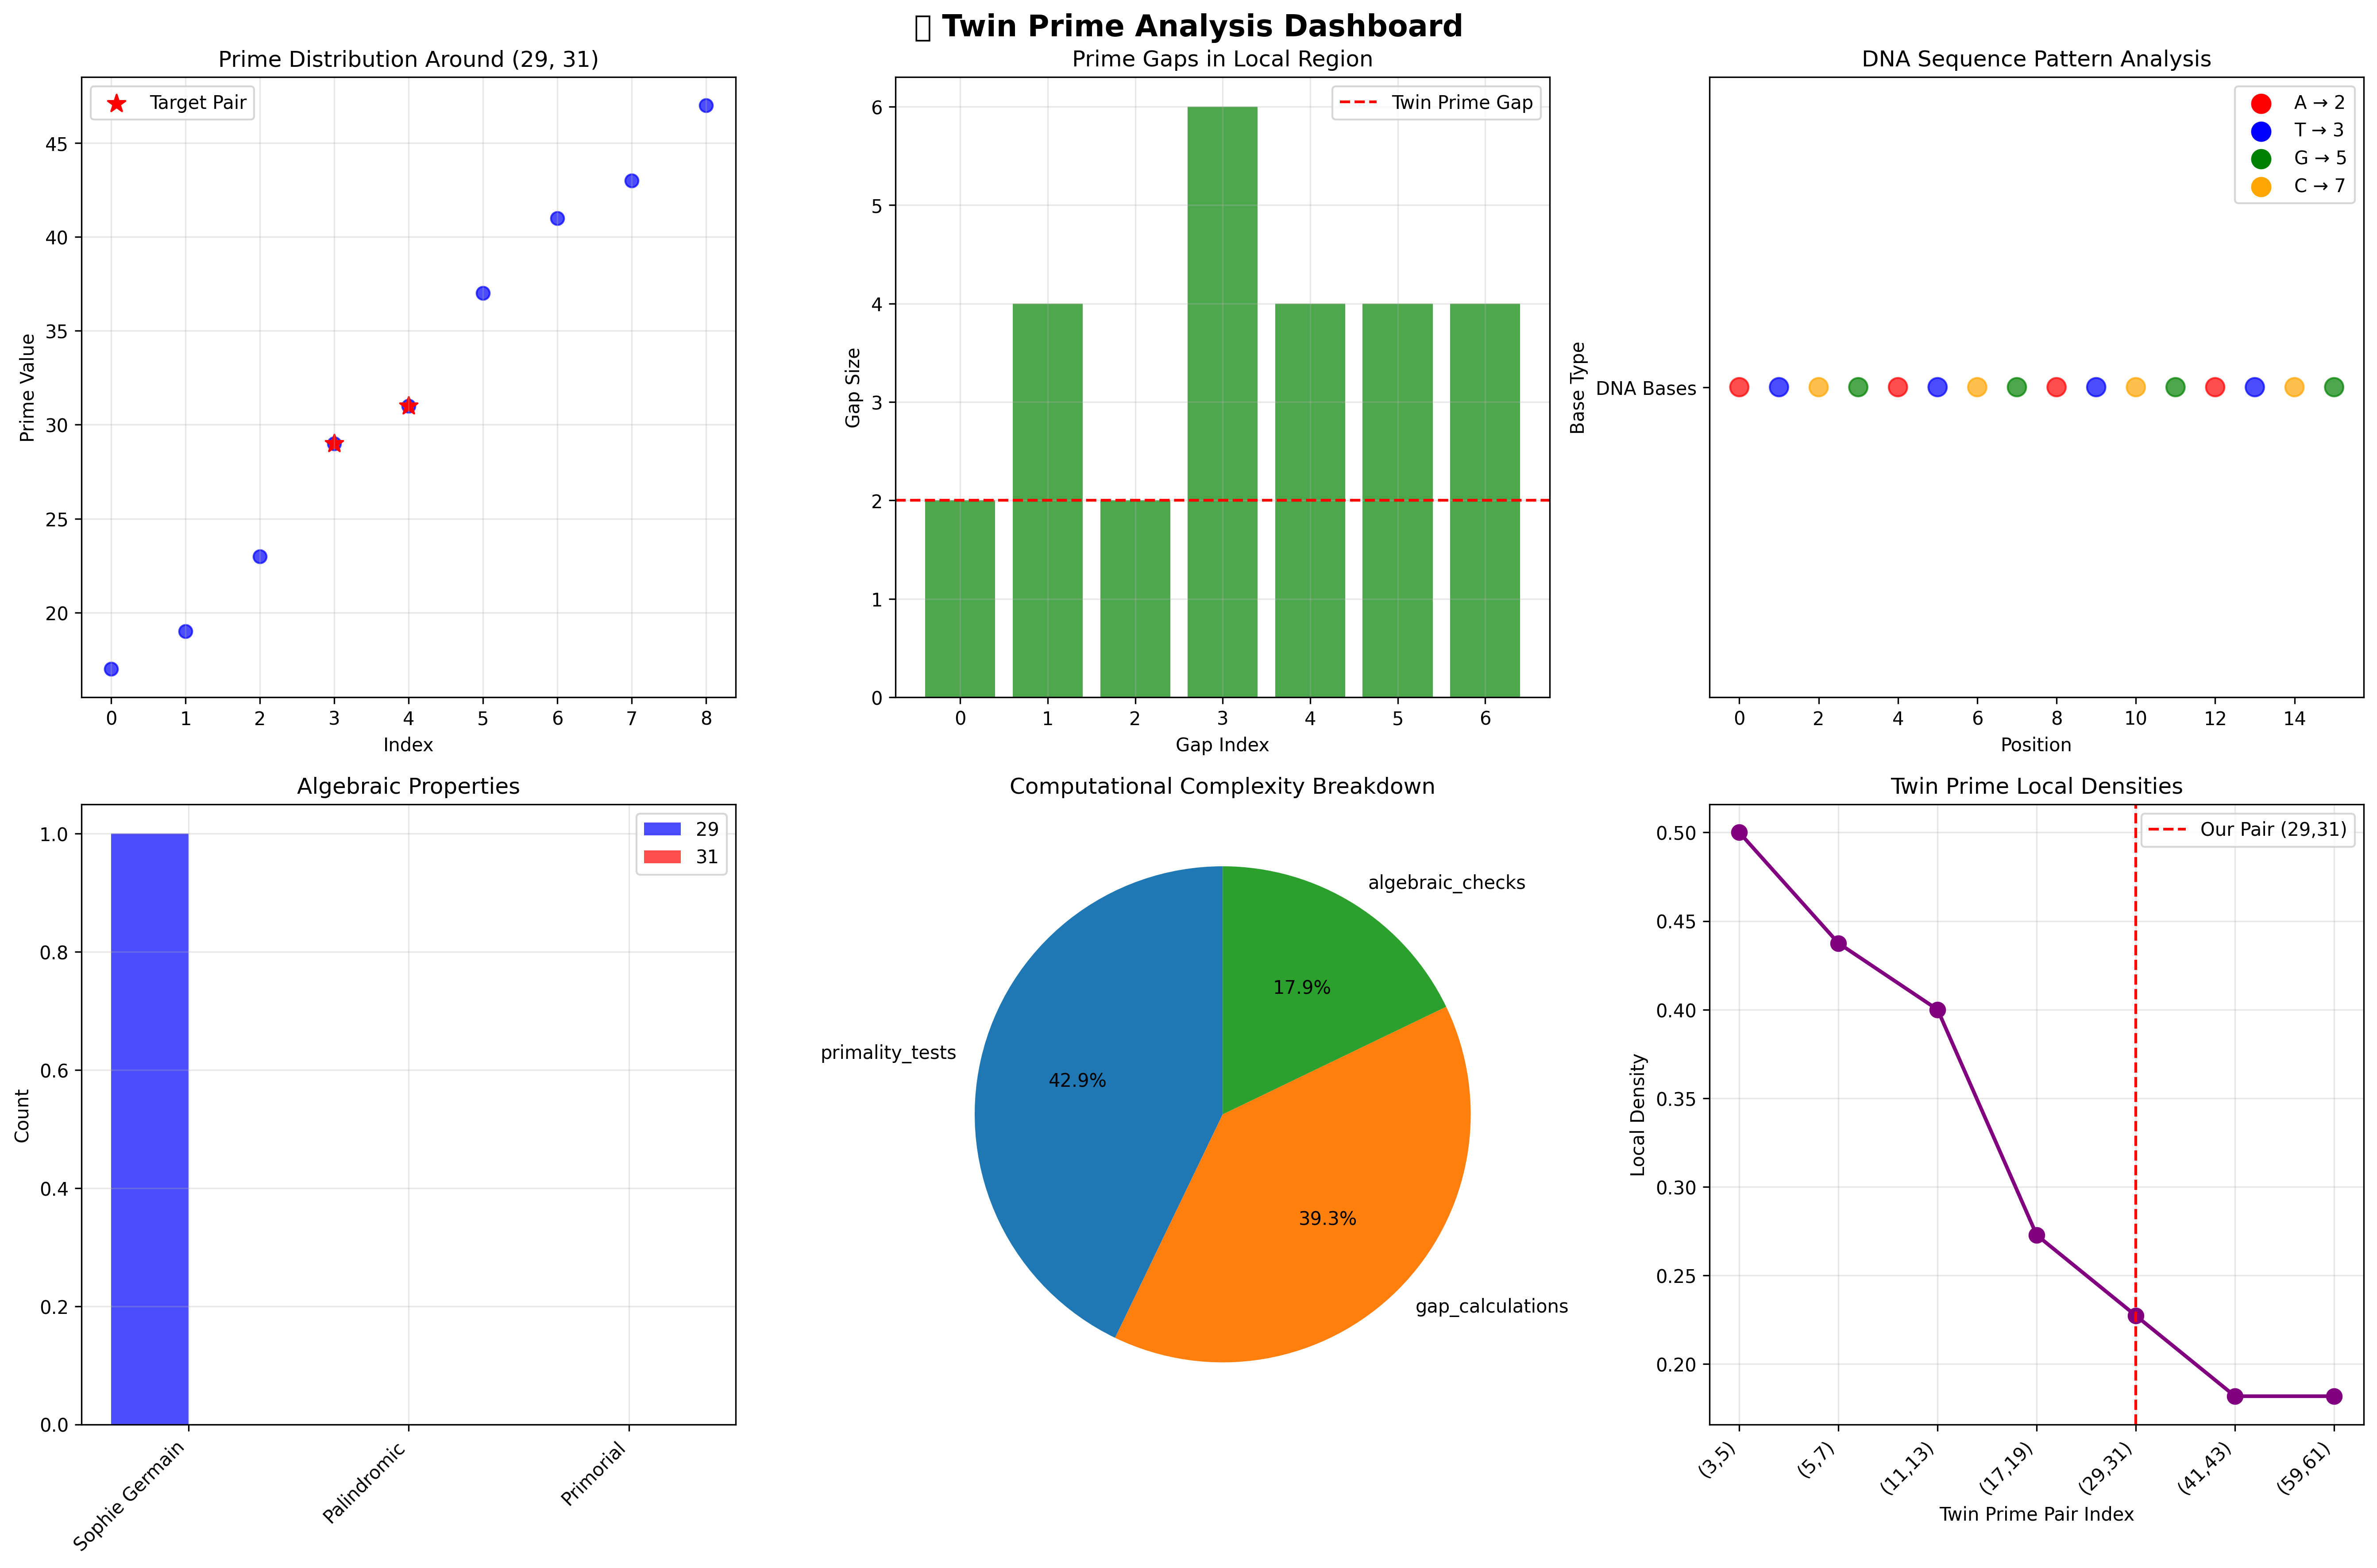 ▯ Twin Prime Analysis Dashboard
Prime Distribution Around (29, 31)
Target Pair
Prime Value
45
40
35
30
25
20
0 1 2 3 4 5 6 7 8
Index
Prime Gaps in Local Region
Twin Prime Gap
Gap Size
6
5
4
3
2
1
0
0 1 2 3 4 5 6
Gap Index
DNA Sequence Pattern Analysis
A → 2
T → 3
G → 5
C → 7
Base Type
DNA Bases
0 2 4 6 8 10 12 14
Position
Algebraic Properties
29
31
Count
1.0
0.8
0.6
0.4
0.2
0.0
Sophie Germain
Palindromic
Primorial
Computational Complexity Breakdown
algebraic_checks
17.9%
primality_tests
42.9%
39.3%
gap_calculations
Twin Prime Local Densities
Our Pair (29,31)
Local Density
0.50
0.45
0.40
0.35
0.30
0.25
0.20
(3,5)
(5,7)
(11,13)
(17,19)
(29,31)
(41,43)
(59,61)
Twin Prime Pair Index